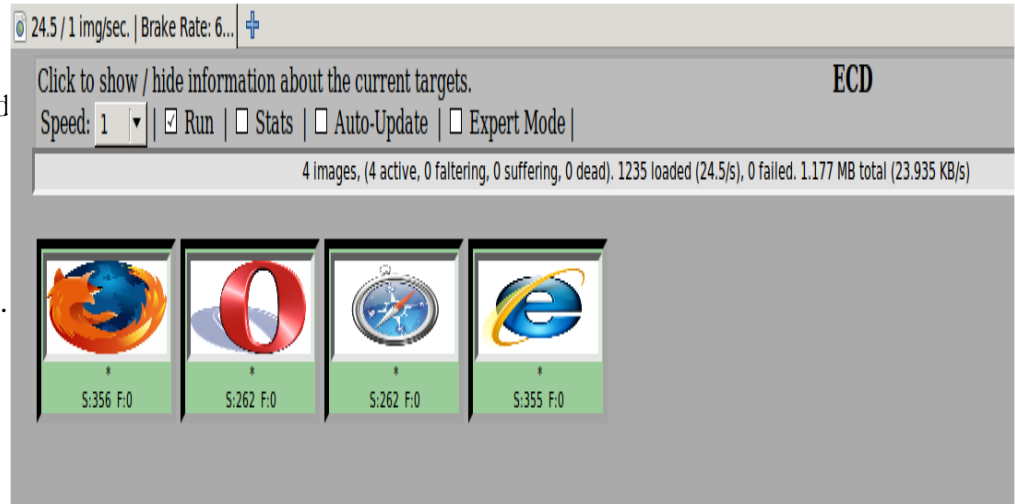 24.5 / 1 img/sec. | Brake Rate: 6...
Click to show / hide information about the current targets. ECD
d
Speed: 1 | Run | Stats | Auto-Update | Expert Mode |
4 images, (4 active, 0 faltering, 0 suffering, 0 dead). 1235 loaded (24.5/s), 0 failed. 1.177 MB total (23.935 KB/s)
.
* * * *
S:356 F:0 S:262 F:0 S:262 F:0 S:355 F:0